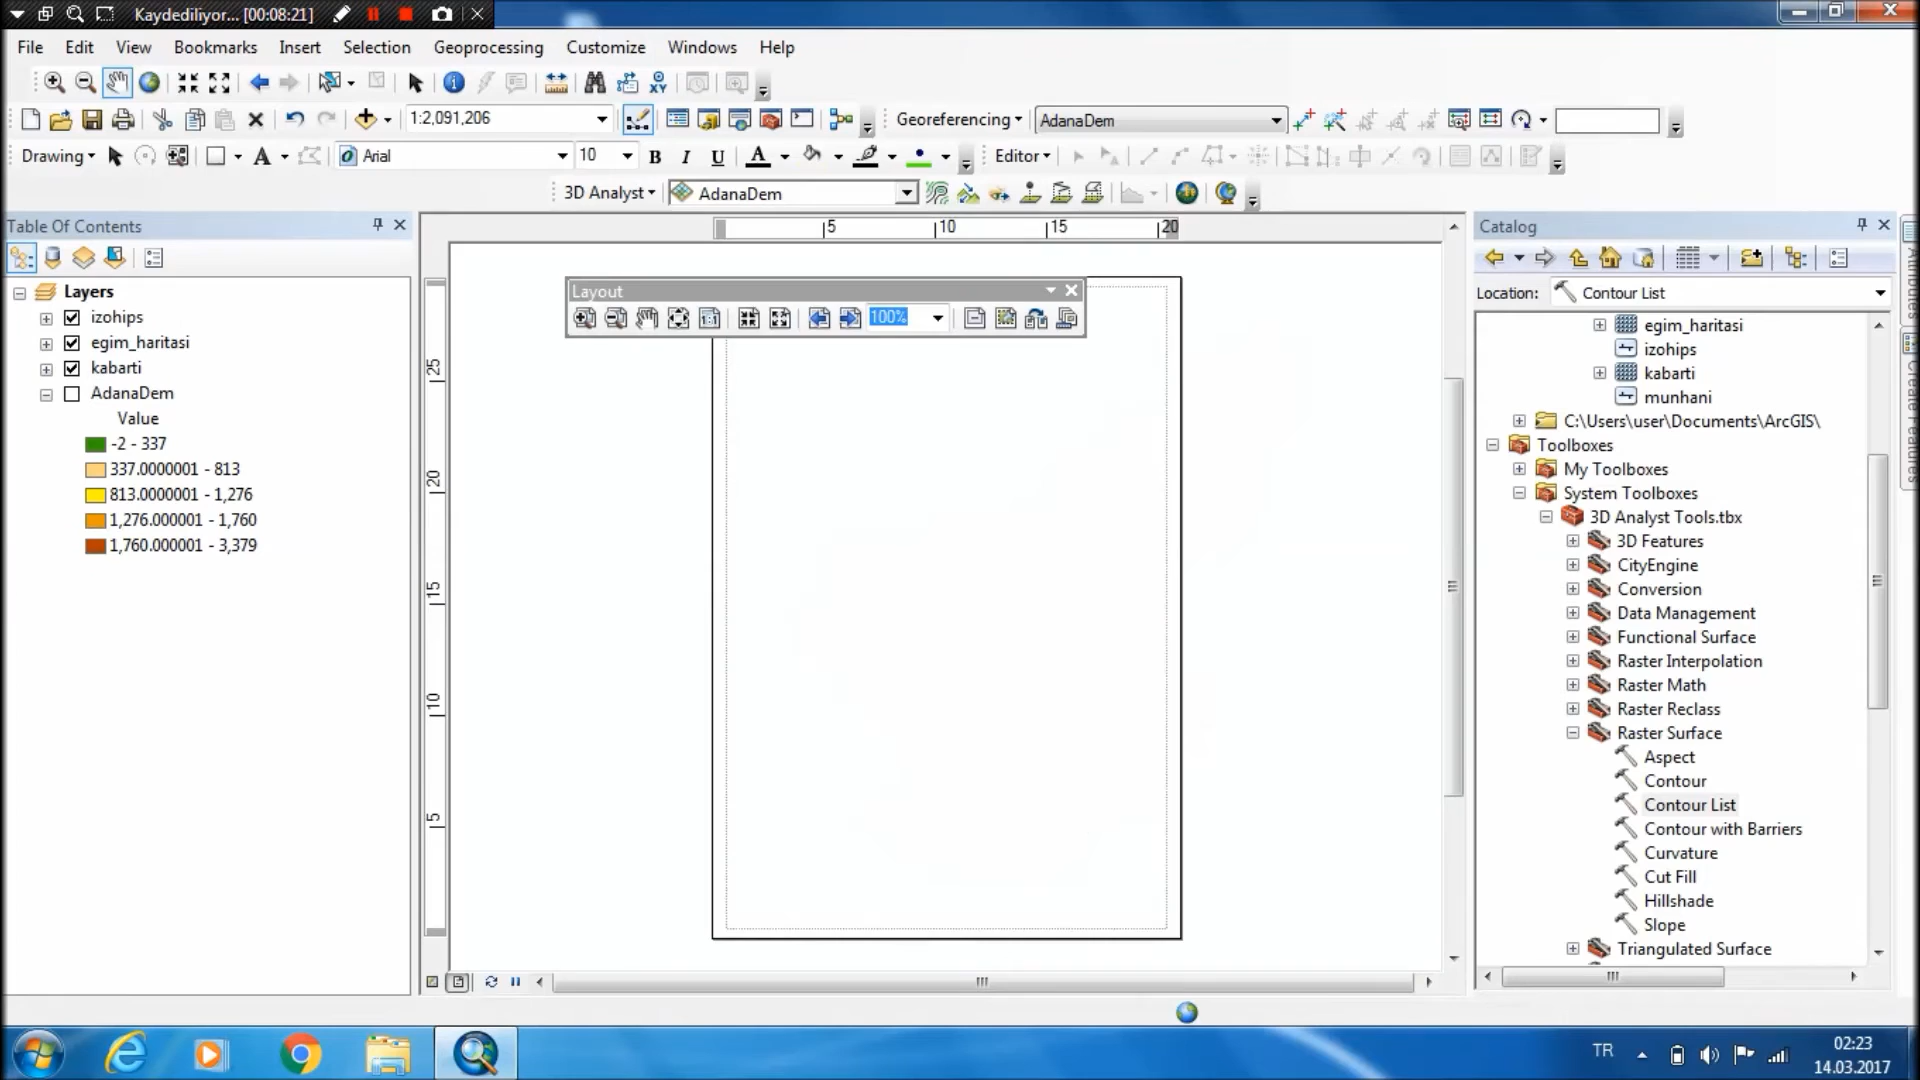 Kaydediliyor... [00:08:21]
File Edit View Bookmarks Insert Selection Geoprocessing Customize Windows Help
1:2,091,206 Georeferencing AdanaDem
Drawing A Arial 10 B I U A Editor
3D Analyst AdanaDem
Table Of Contents
Layers
izohips
egim_haritasi
kabarti
AdanaDem
Value
-2 - 337
337.0000001 - 813
813.0000001 - 1,276
1,276.000001 - 1,760
1,760.000001 - 3,379
5 10 15 20
25
20
15
10
5
Layout
1:1 100%
Catalog
Location: Contour List
egim_haritasi
izohips
kabarti
munhani
C:\Users\user\Documents\ArcGIS\
Toolboxes
My Toolboxes
System Toolboxes
3D Analyst Tools.tbx
3D Features
CityEngine
Conversion
Data Management
Functional Surface
Raster Interpolation
Raster Math
Raster Reclass
Raster Surface
Aspect
Contour
Contour List
Contour with Barriers
Curvature
Cut Fill
Hillshade
Slope
Triangulated Surface
Attributes
Create Features
TR
02:23
14.03.2017